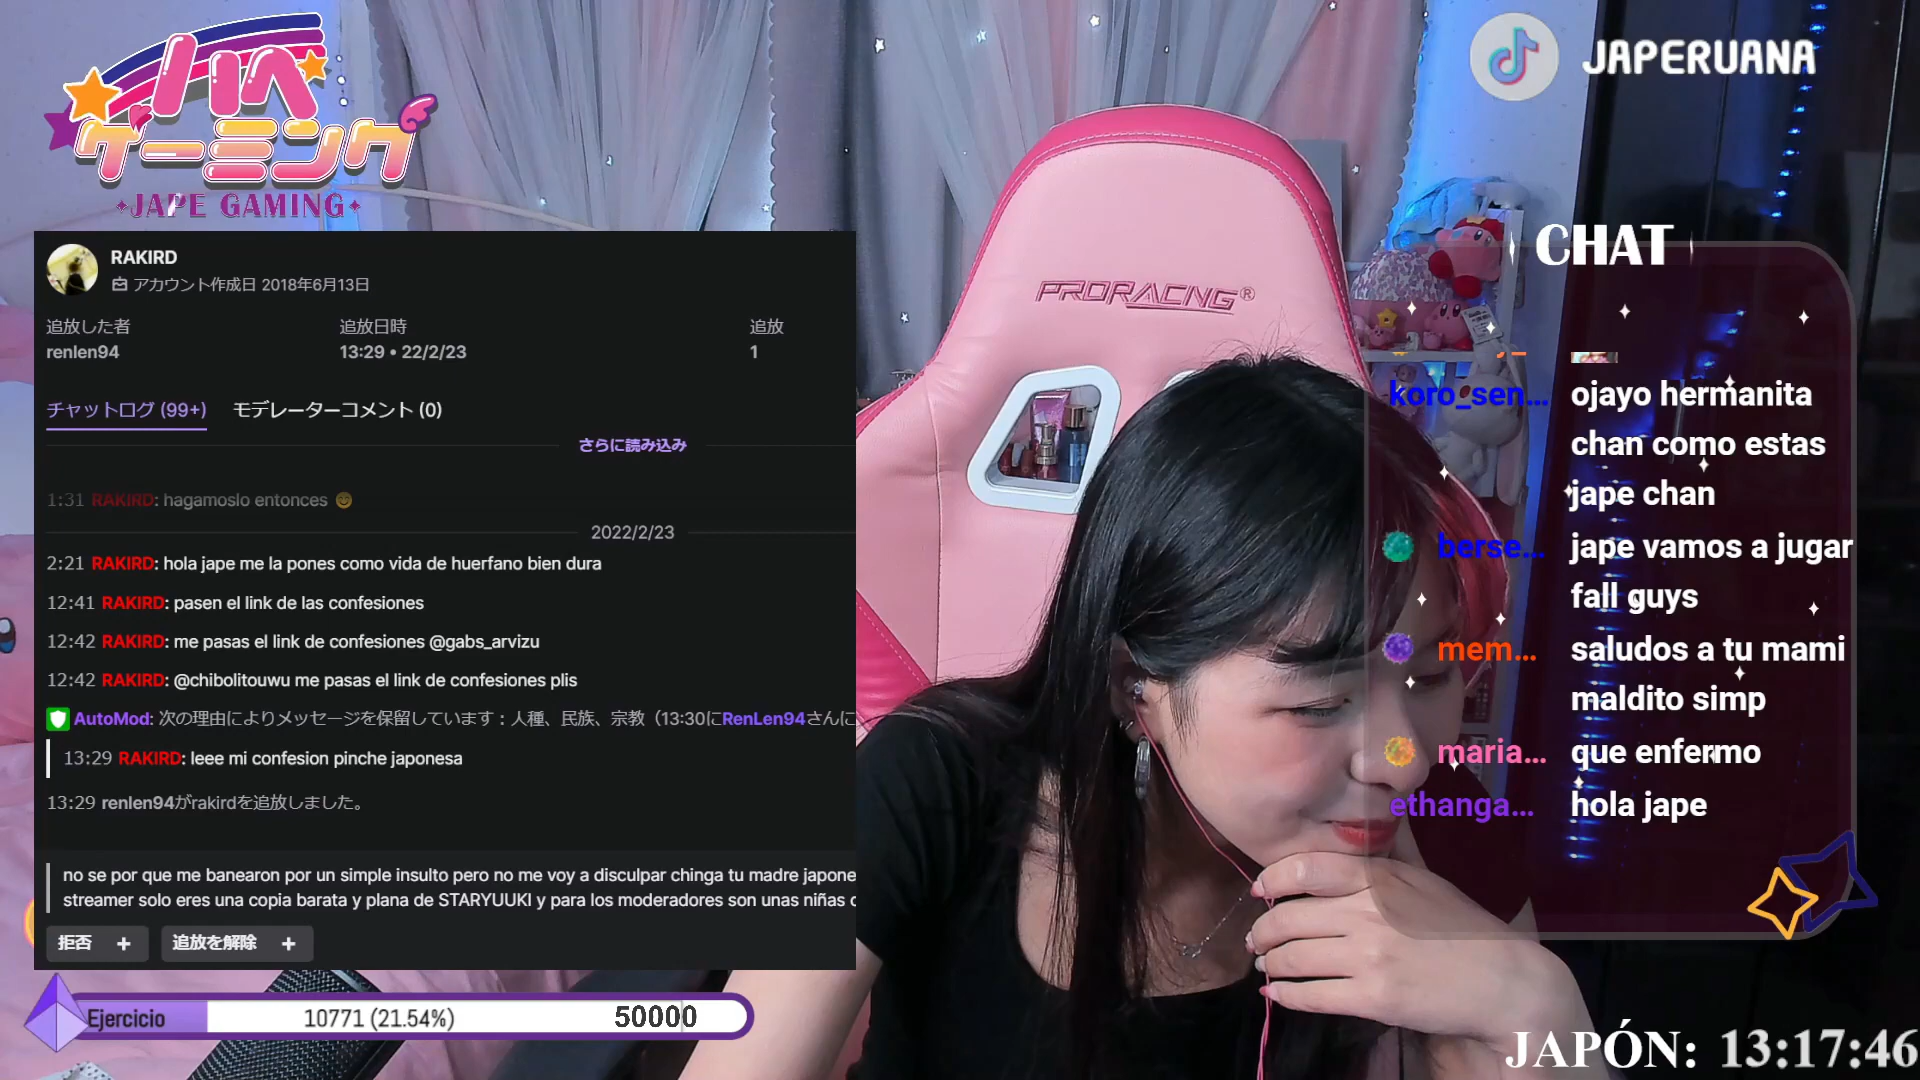 ハペ
ゲーミング
JAPE GAMING
JAPERUANA
RAKIRD
アカウント作成日 2018年6月13日
追放した者 追放日時 追放
renlen94 13:29 • 22/2/23 1
チャットログ (99+) モデレーターコメント (0)
さらに読み込み
1:31 RAKIRD: hagamoslo entonces
2022/2/23
2:21 RAKIRD: hola jape me la pones como vida de huerfano bien dura
12:41 RAKIRD: pasen el link de las confesiones
12:42 RAKIRD: me pasas el link de confesiones @gabs_arvizu
12:42 RAKIRD: @chibolitouwu me pasas el link de confesiones plis
AutoMod: 次の理由によりメッセージを保留しています：人種、民族、宗教（13:30にRenLen94さんに
13:29 RAKIRD: leee mi confesion pinche japonesa
13:29 renlen94がrakirdを追放しました。
no se por que me banearon por un simple insulto pero no me voy a disculpar chinga tu madre japone
streamer solo eres una copia barata y plana de STARYUUKI y para los moderadores son unas niñas
拒否 + 追放を解除 +
Ejercicio 10771 (21.54%) 50000
PRORACNG®
CHAT
koro_sen... ojayo hermanita
chan como estas
jape chan
berse... jape vamos a jugar
fall guys
mem... saludos a tu mami
maldito simp
maria... que enfermo
ethanga... hola jape
JAPÓN: 13:17:46